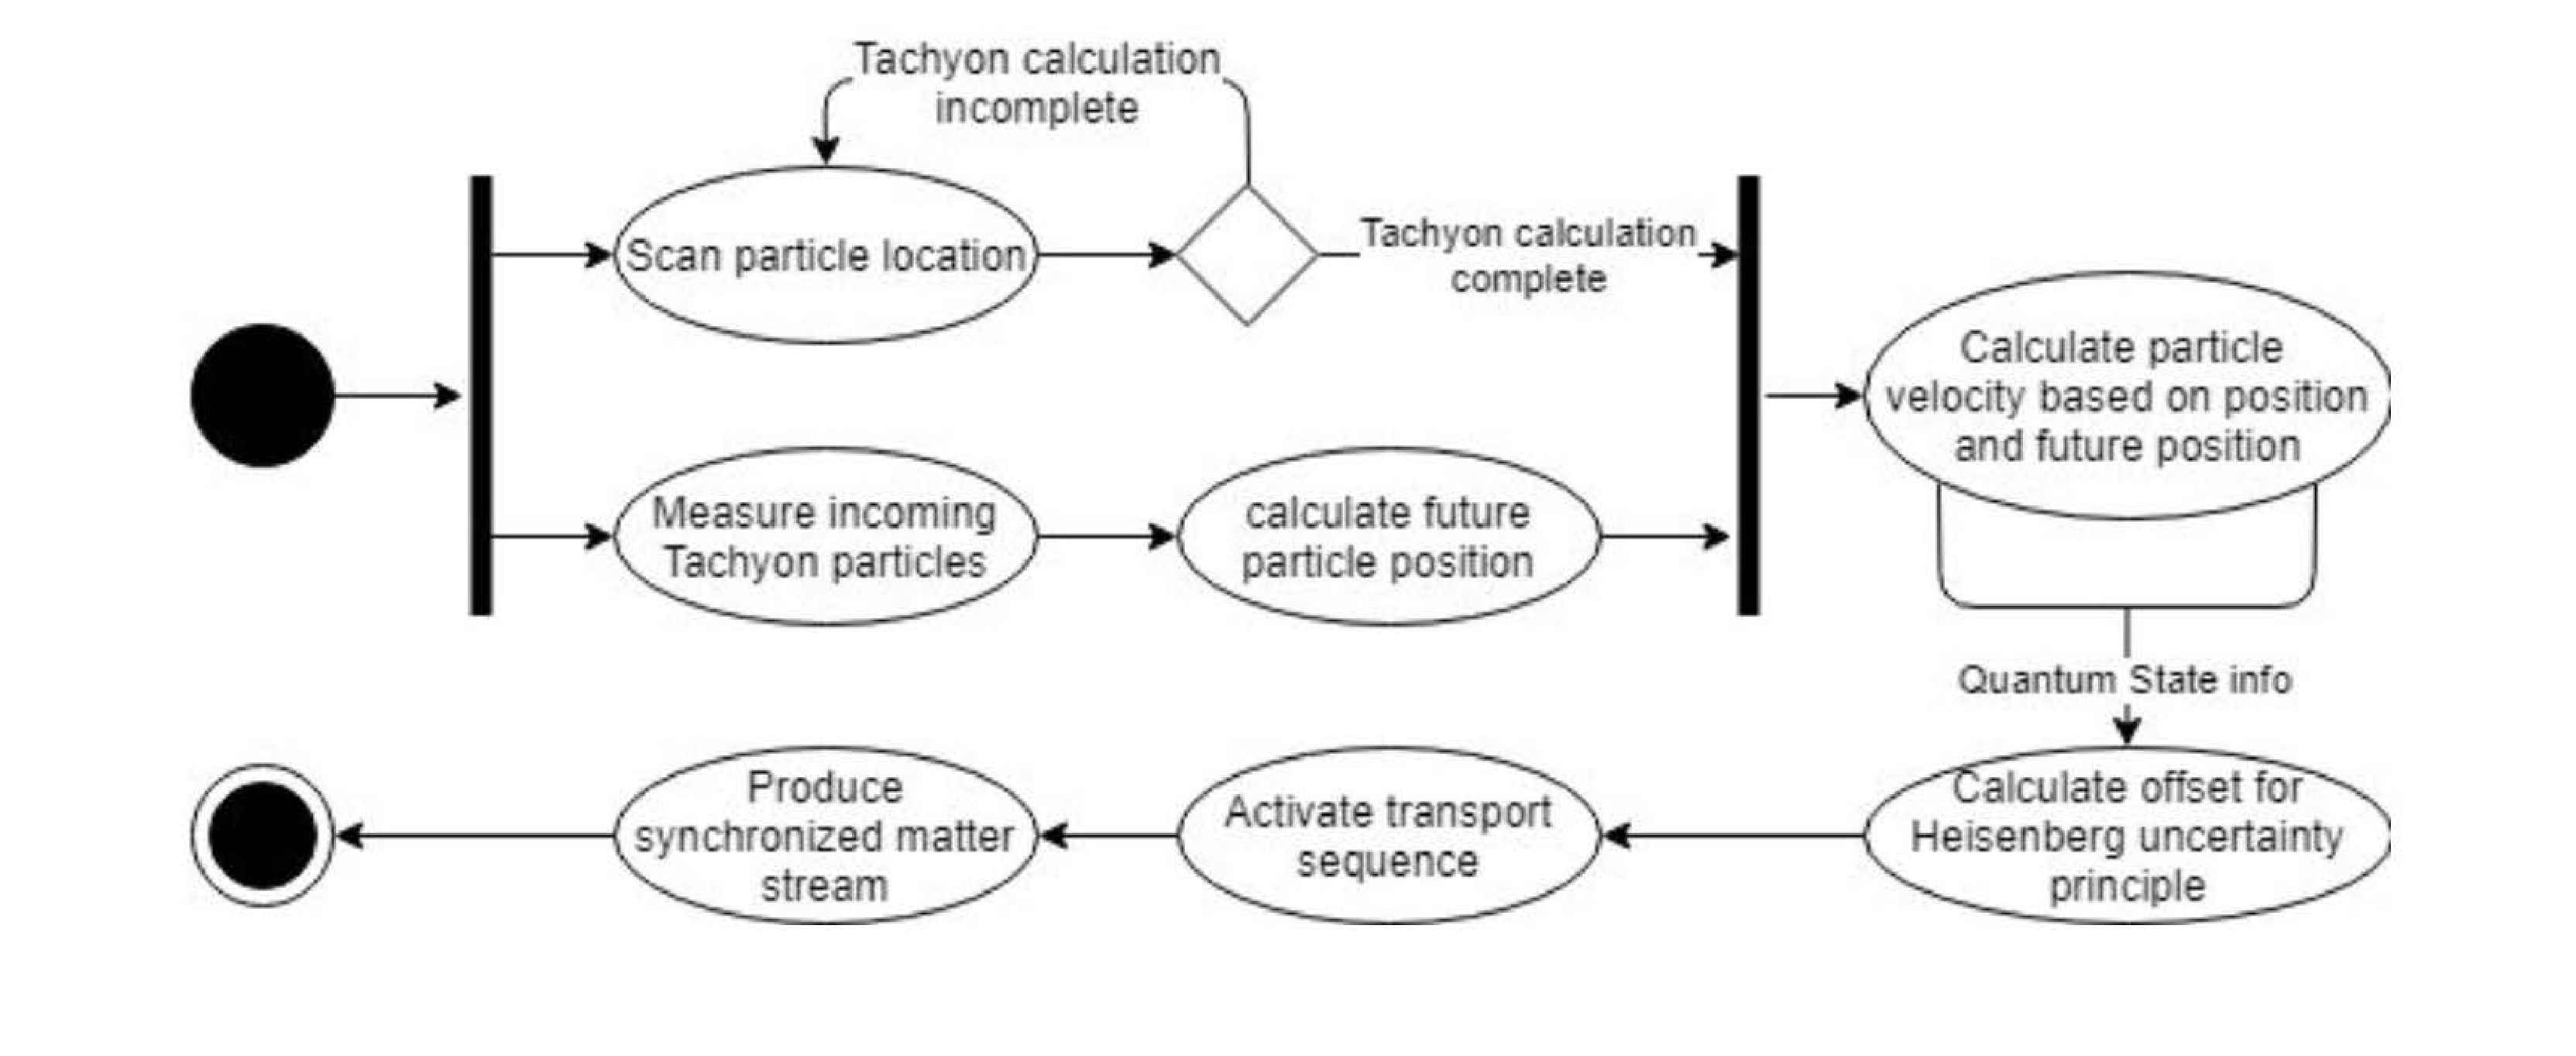 Tachyon calculation
incomplete
Scan particle location
Tachyon calculation
complete
Calculate particle
velocity based on position
and future position
Measure incoming
Tachyon particles
calculate future
particle position
Quantum State info
Calculate offset for
Heisenberg uncertainty
principle
Activate transport
sequence
Produce
synchronized matter
stream